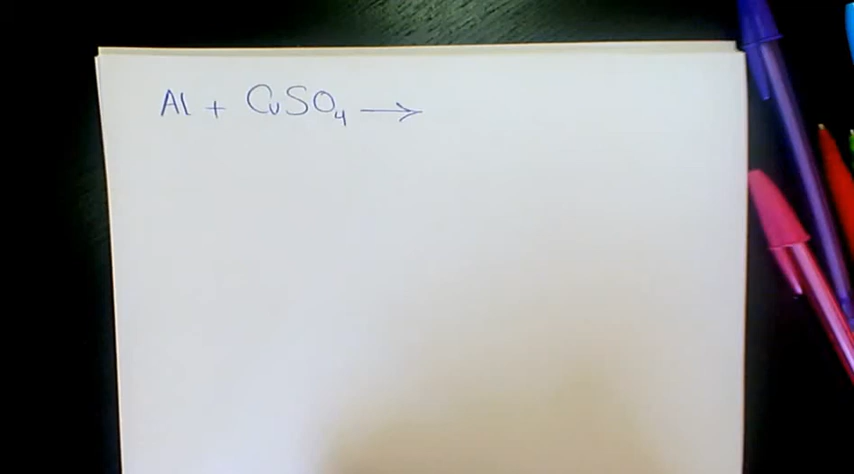 Al + CuSO₄ →